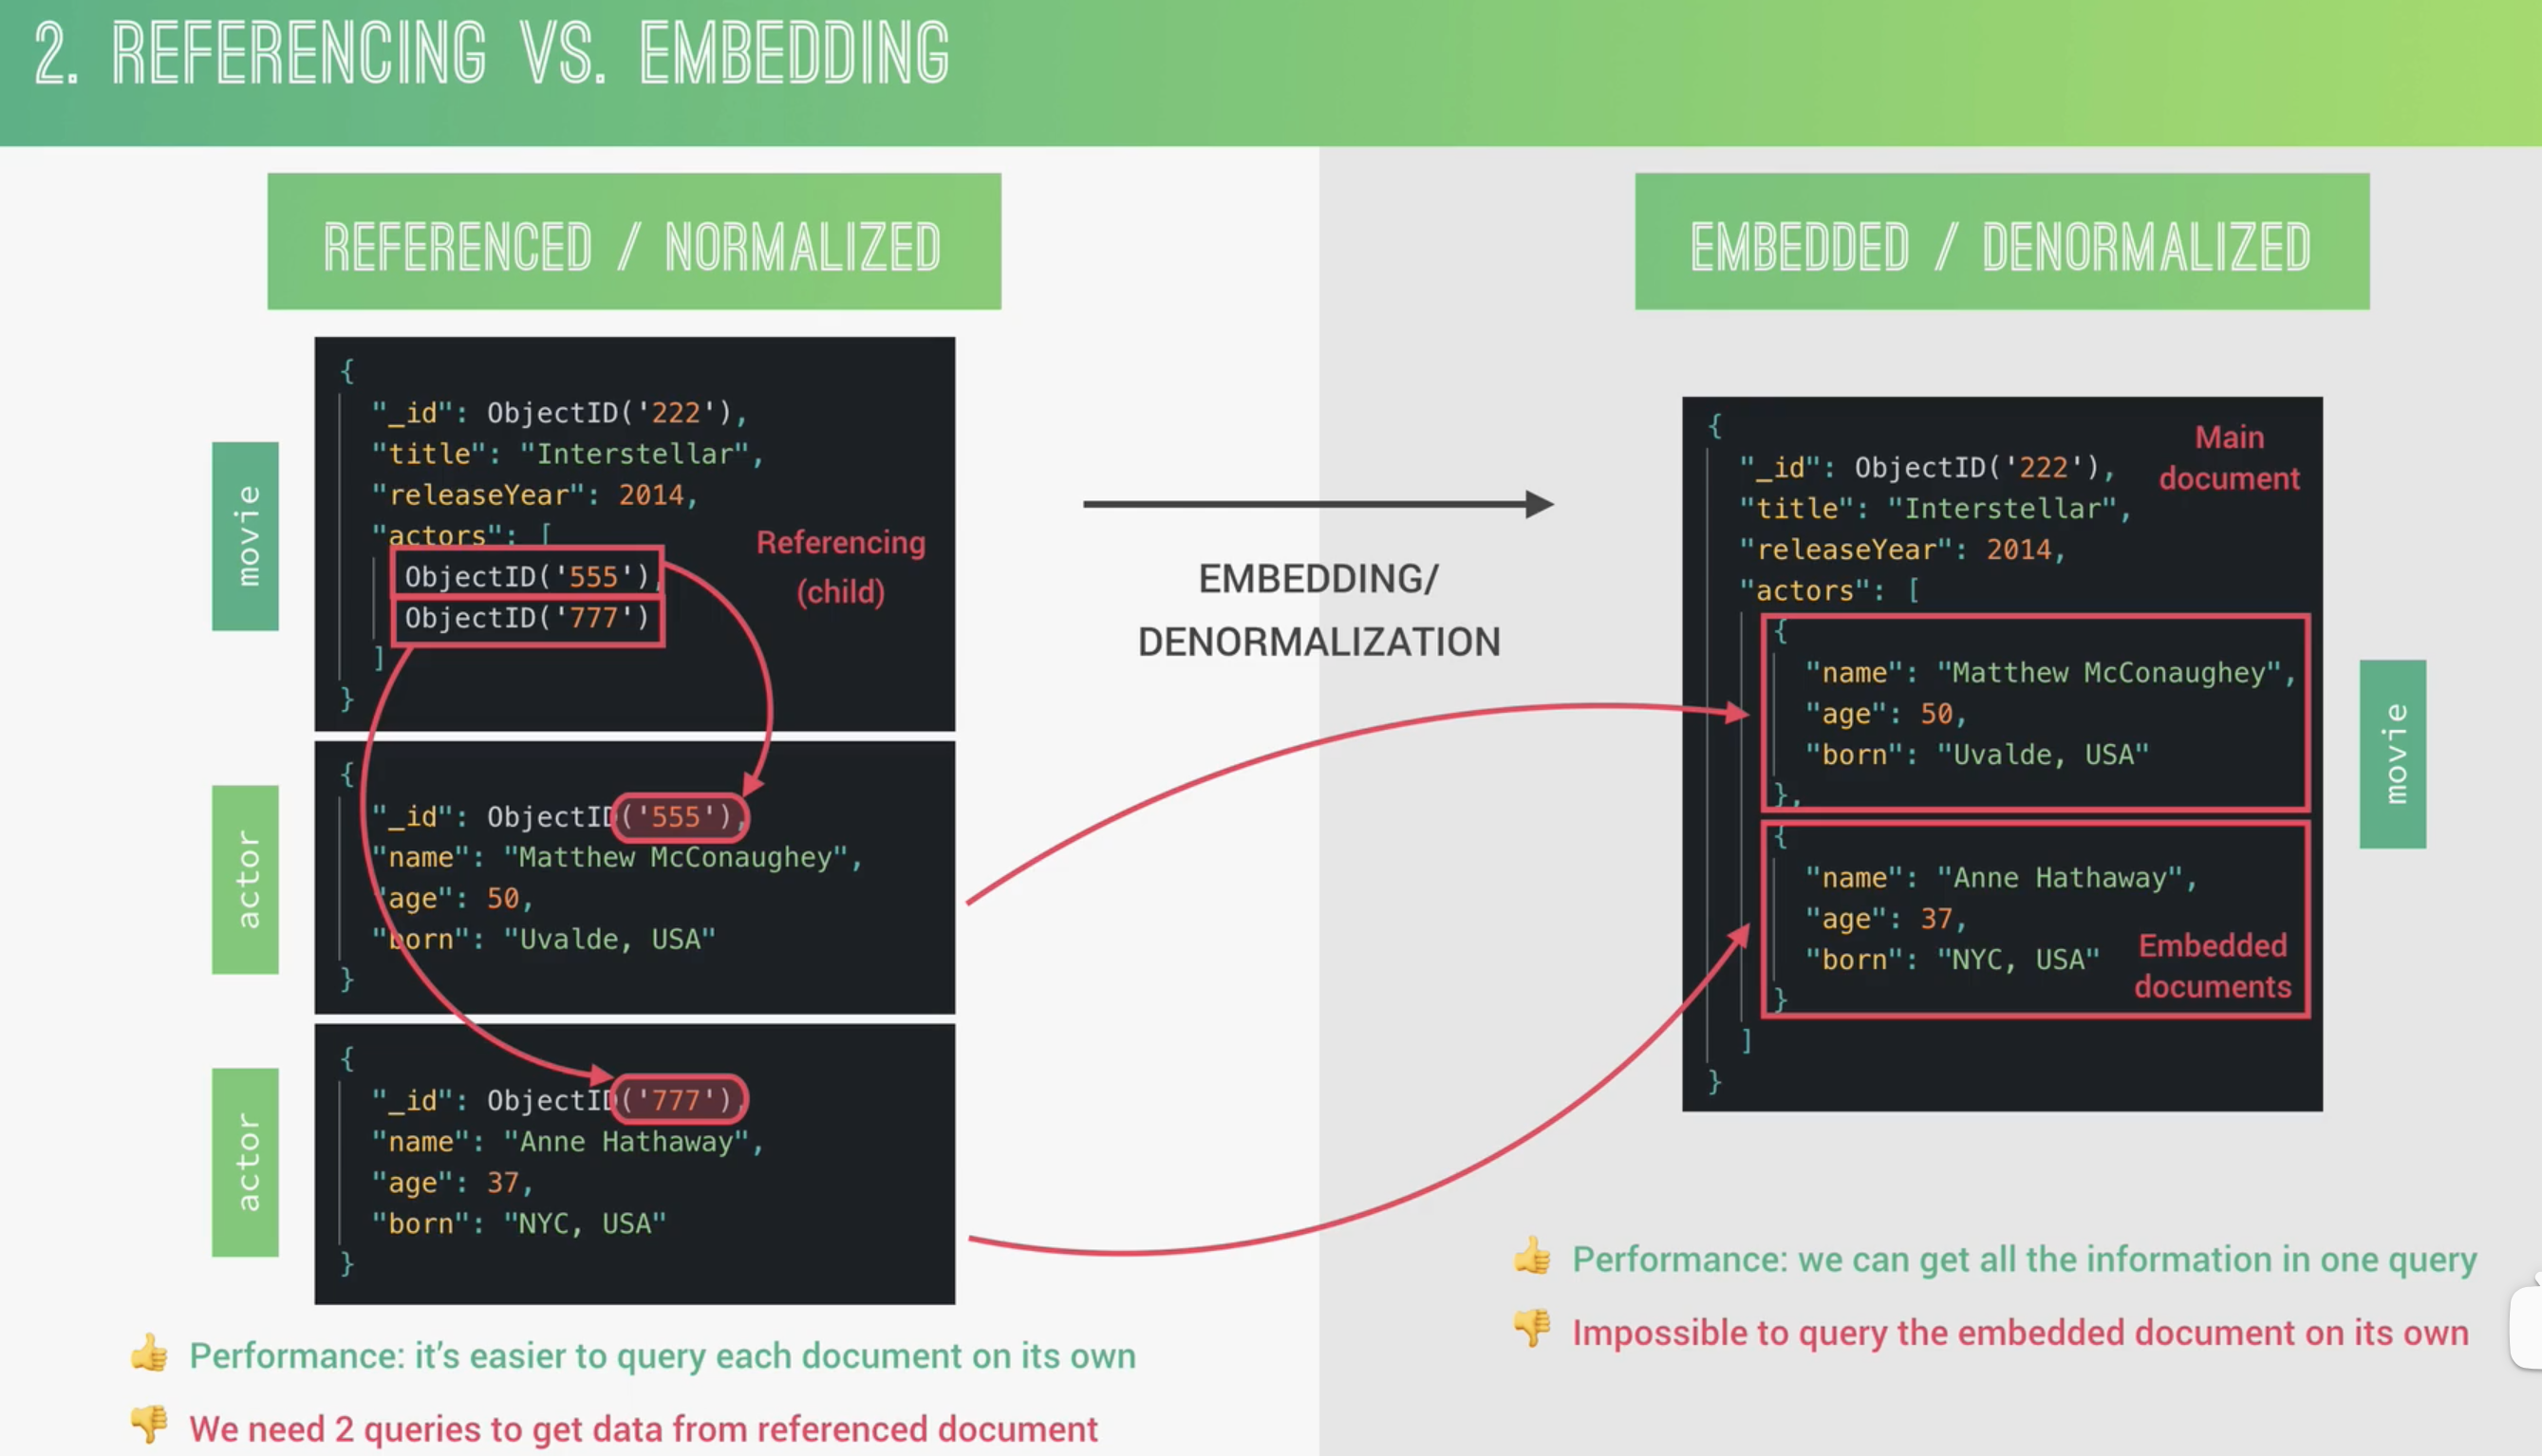 2. REFERENCING VS. EMBEDDING
REFERENCED / NORMALIZED
movie
{
"_id": ObjectID('222'),
"title": "Interstellar",
"releaseYear": 2014,
"actors": [
ObjectID('555'),
ObjectID('777')
]
}
Referencing
(child)
actor
{
"_id": ObjectID('555'),
"name": "Matthew McConaughey",
"age": 50,
"born": "Uvalde, USA"
}
actor
{
"_id": ObjectID('777'),
"name": "Anne Hathaway",
"age": 37,
"born": "NYC, USA"
}
👍 Performance: it’s easier to query each document on its own
👎 We need 2 queries to get data from referenced document
EMBEDDING/
DENORMALIZATION
EMBEDDED / DENORMALIZED
{
"_id": ObjectID('222'),
"title": "Interstellar",
"releaseYear": 2014,
"actors": [
{
"name": "Matthew McConaughey",
"age": 50,
"born": "Uvalde, USA"
},
{
"name": "Anne Hathaway",
"age": 37,
"born": "NYC, USA"
}
]
}
Main
document
Embedded
documents
movie
👍 Performance: we can get all the information in one query
👎 Impossible to query the embedded document on its own